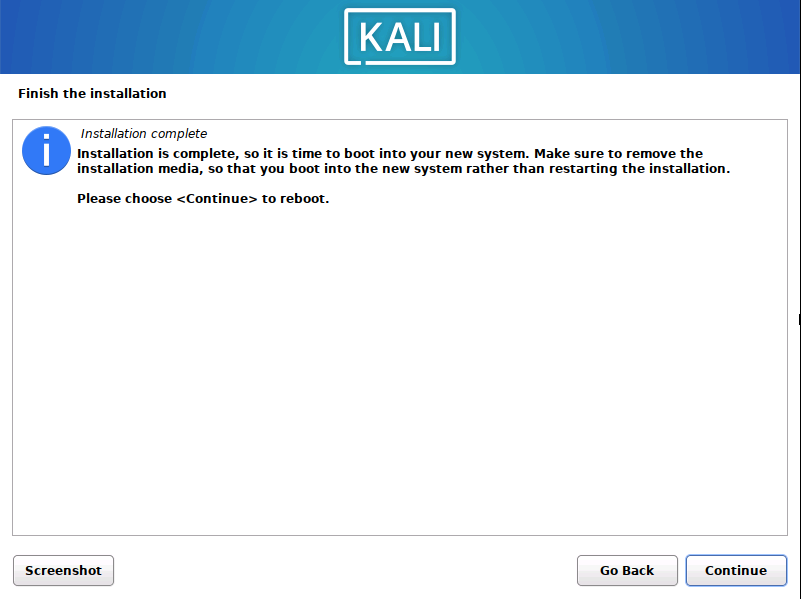 KALI
Finish the installation
Installation complete
Installation is complete, so it is time to boot into your new system. Make sure to remove the
installation media, so that you boot into the new system rather than restarting the installation.
Please choose <Continue> to reboot.
Screenshot
Go Back
Continue